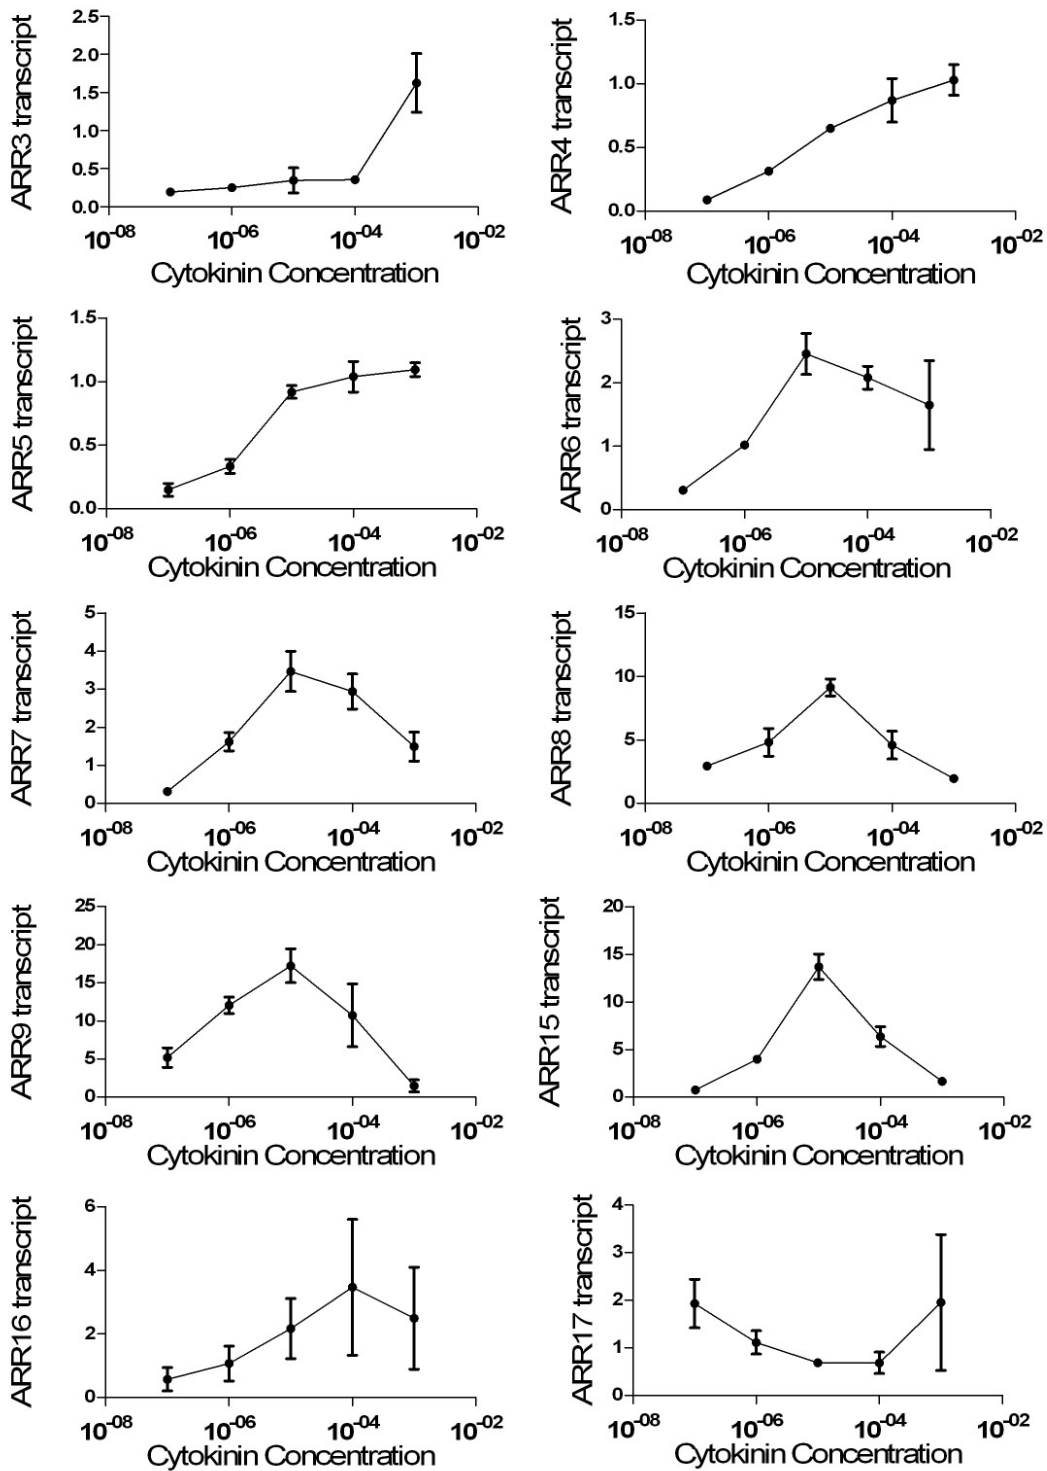 ARR3 transcript
2.5
2.0
1.5
1.0
0.5
0.0
10-08 10-06 10-04 10-02
Cytokinin Concentration
ARR4 transcript
1.5
1.0
0.5
0.0
10-08 10-06 10-04 10-02
Cytokinin Concentration
ARR5 transcript
1.5
1.0
0.5
0.0
10-08 10-06 10-04 10-02
Cytokinin Concentration
ARR6 transcript
3
2
1
0
10-08 10-06 10-04 10-02
Cytokinin Concentration
ARR7 transcript
5
4
3
2
1
0
10-08 10-06 10-04 10-02
Cytokinin Concentration
ARR8 transcript
15
10
5
0
10-08 10-06 10-04 10-02
Cytokinin Concentration
ARR9 transcript
25
20
15
10
5
0
10-08 10-06 10-04 10-02
Cytokinin Concentration
ARR15 transcript
20
15
10
5
0
10-08 10-06 10-04 10-02
Cytokinin Concentration
ARR16 transcript
6
4
2
0
10-08 10-06 10-04 10-02
Cytokinin Concentration
ARR17 transcript
4
3
2
1
0
10-08 10-06 10-04 10-02
Cytokinin Concentration